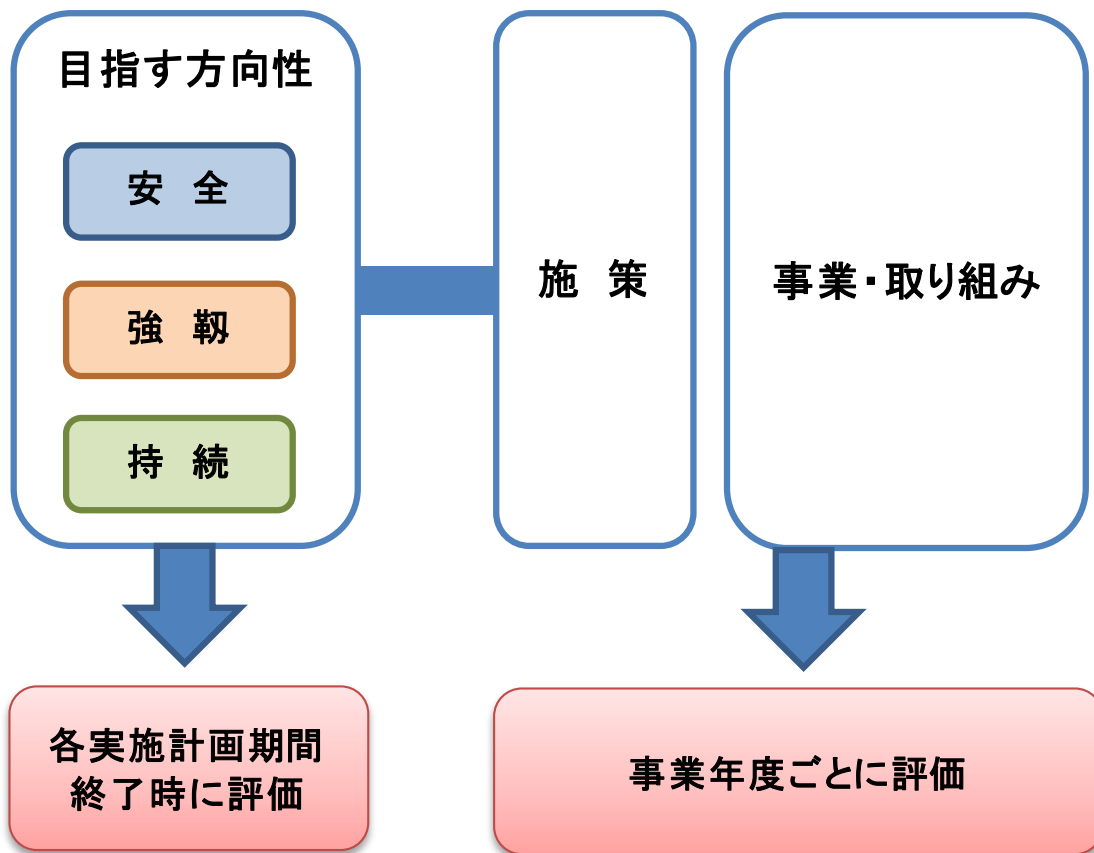 目指す方向性
安　全
強　靱
持　続
施　策
事業・取り組み
各実施計画期間
終了時に評価
事業年度ごとに評価